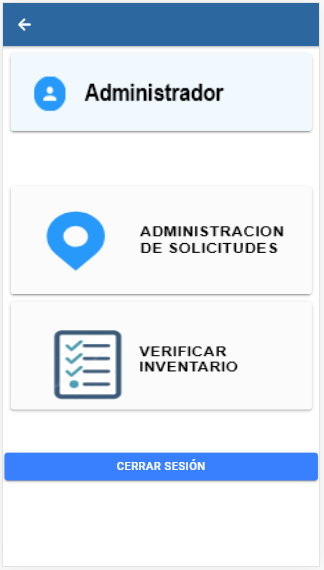 Administrador
ADMINISTRACION
DE SOLICITUDES
VERIFICAR
INVENTARIO
CERRAR SESIÓN